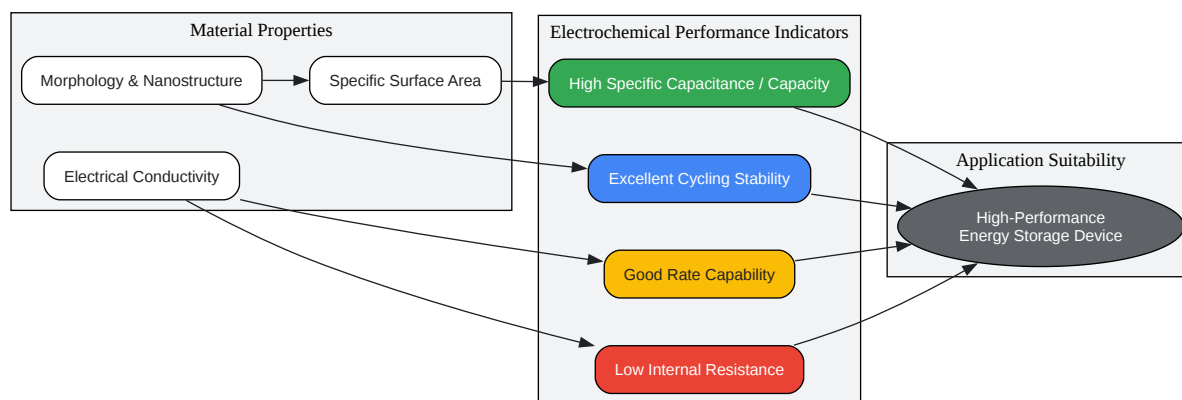 Material Properties
Morphology & Nanostructure
Specific Surface Area
Electrical Conductivity
Electrochemical Performance Indicators
High Specific Capacitance / Capacity
Excellent Cycling Stability
Good Rate Capability
Low Internal Resistance
Application Suitability
High-Performance
Energy Storage Device